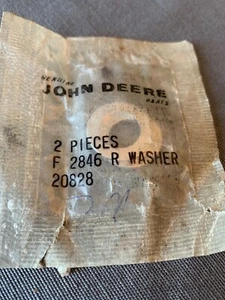 GENUINE
JOHN DEERE
PARTS
2 PIECES
F 2846 R WASHER
20828